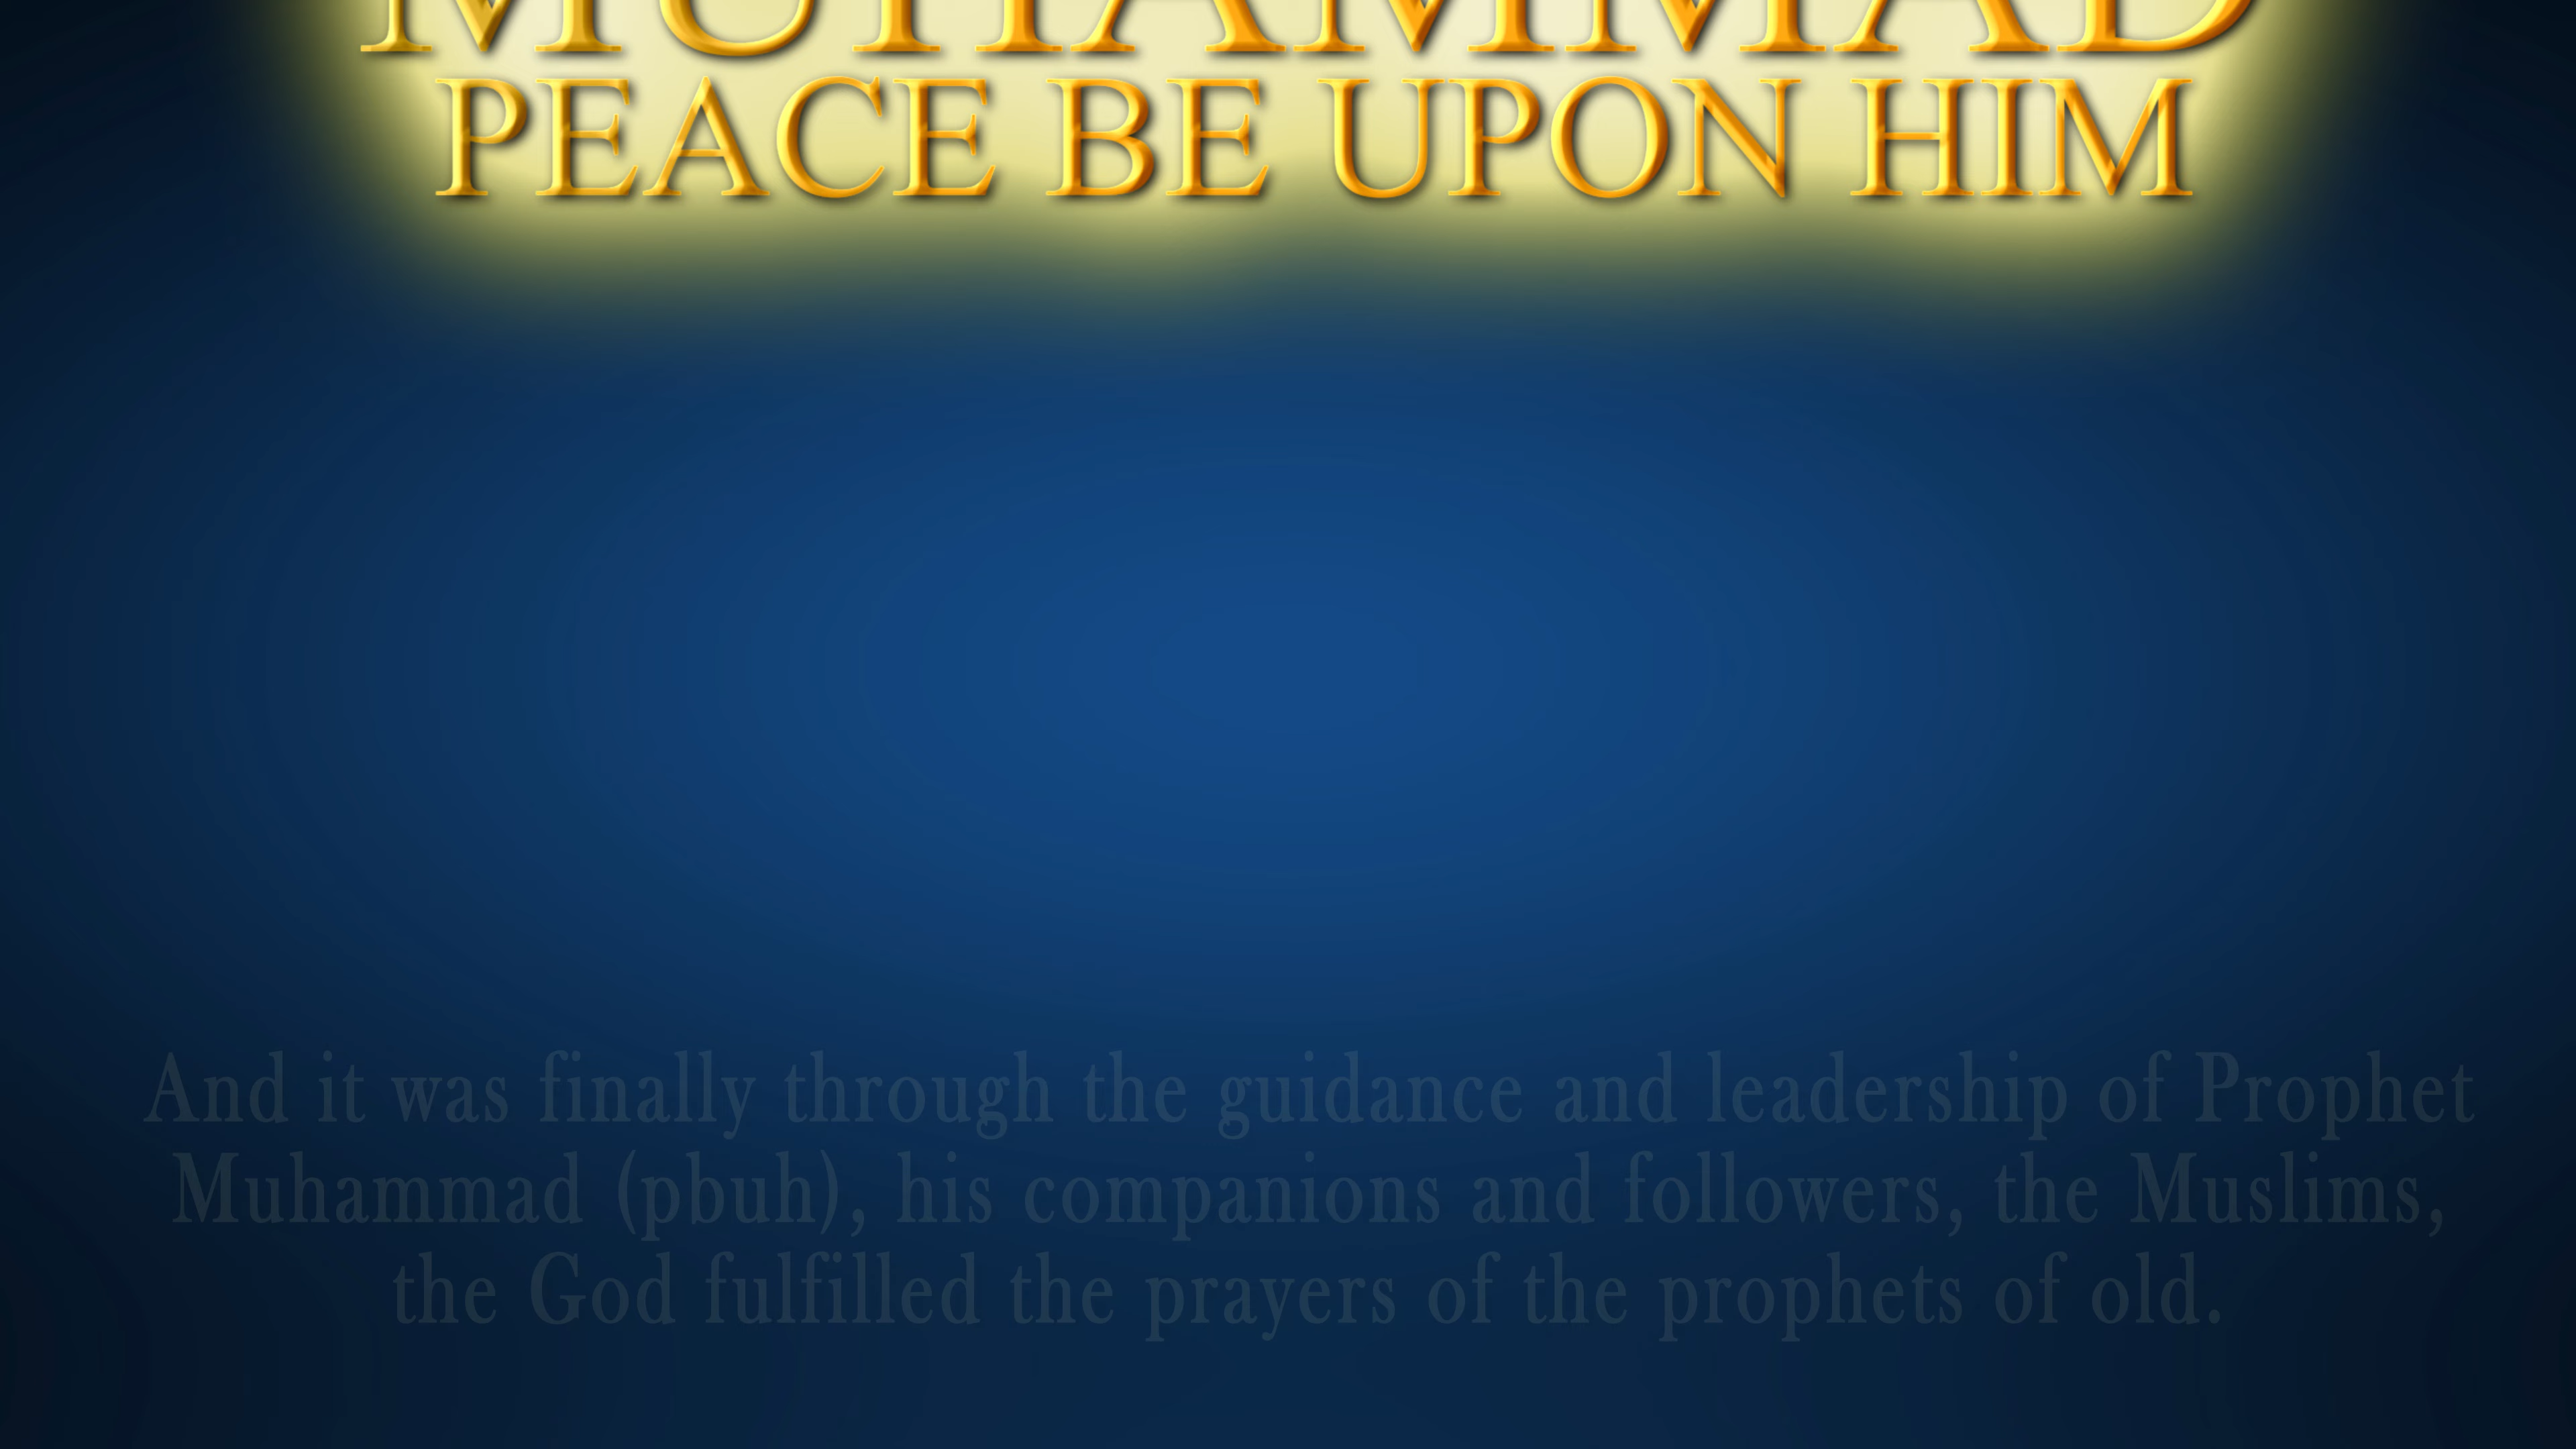 MUHAMMAD
PEACE BE UPON HIM
And it was finally through the guidance and leadership of Prophet
Muhammad (pbuh), his companions and followers, the Muslims,
the God fulfilled the prayers of the prophets of old.